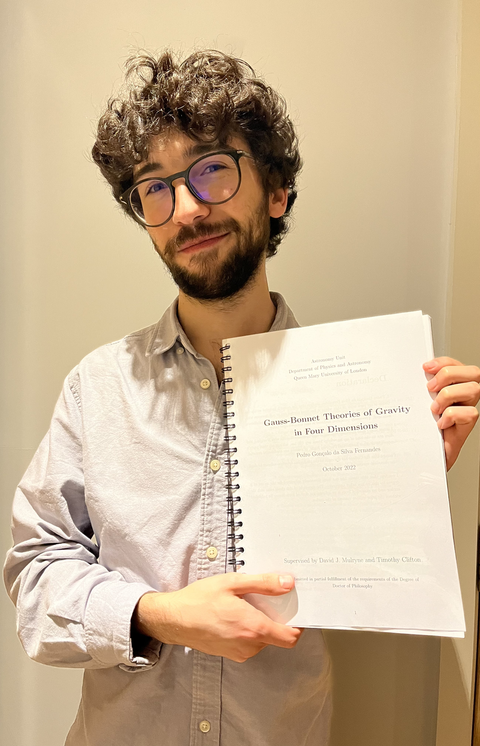 Astronomy Unit
Department of Physics and Astronomy
Queen Mary University of London
Gauss-Bonnet Theories of Gravity
in Four Dimensions
Pedro Gonçalo da Silva Fernandes
October 2022
Supervised by David J. Mulryne and Timothy Clifton
in partial fulfillment of the requirements of the Degree of
Doctor of Philosophy
1